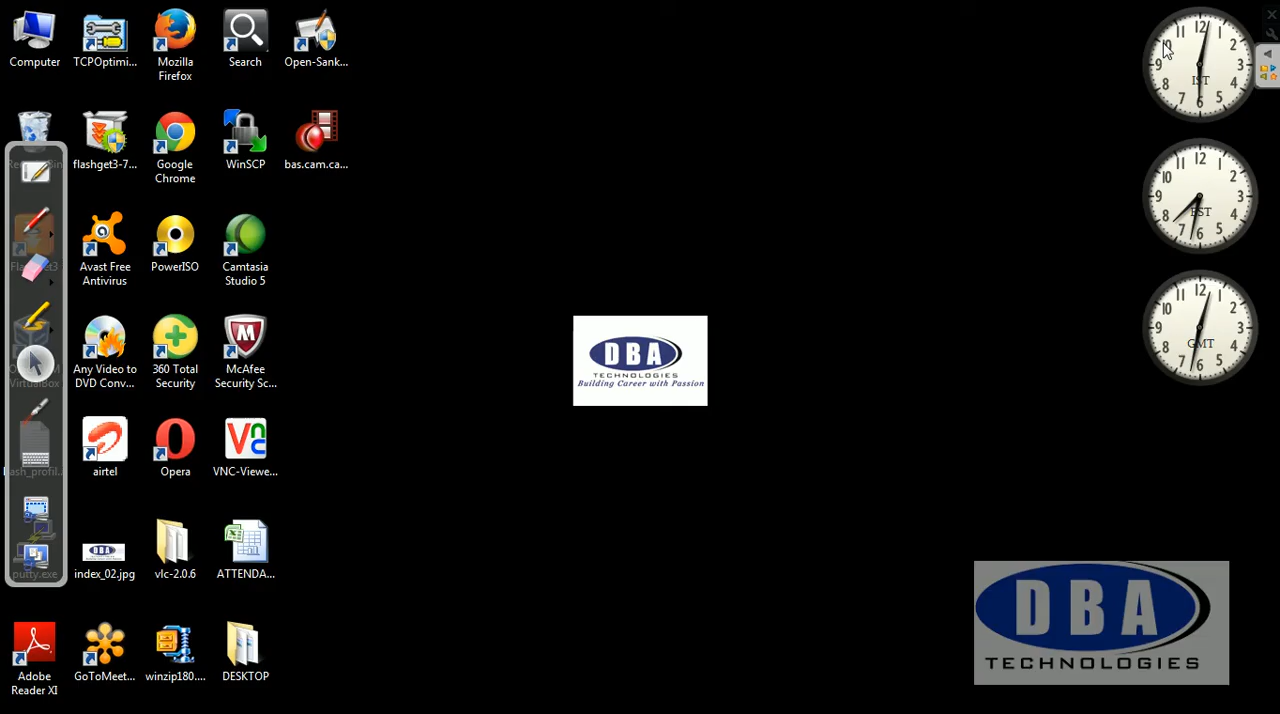 Computer
TCPOptimi...
Mozilla
Firefox
Search
Open-Sank...
flashget3-7...
Google
Chrome
WinSCP
bas.cam.ca...
Avast Free
Antivirus
PowerISO
Camtasia
Studio 5
Any Video to
DVD Conv...
360 Total
Security
McAfee
Security Sc...
VirtualBox
airtel
Opera
VNC-Viewe...
putty.exe
index_02.jpg
vlc-2.0.6
ATTENDA...
Adobe
Reader XI
GoToMeet...
winzip180....
DESKTOP
DBA
TECHNOLOGIES
Building Career with Passion
IST
EST
GMT
DBA
TECHNOLOGIES